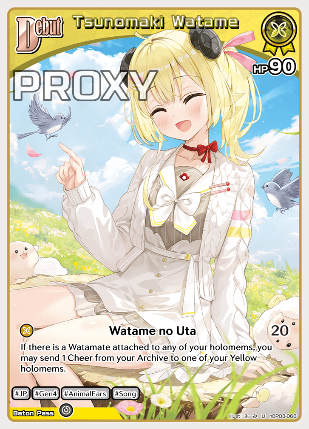 Debut
Tsunomaki Watame
HP90
PROXY
Watame no Uta
20
If there is a Watamate attached to any of your holomems, you
may send 1 Cheer from your Archive to one of your Yellow
holomems.
#JP #Gen4 #AnimalEars #Song
Baton Pass